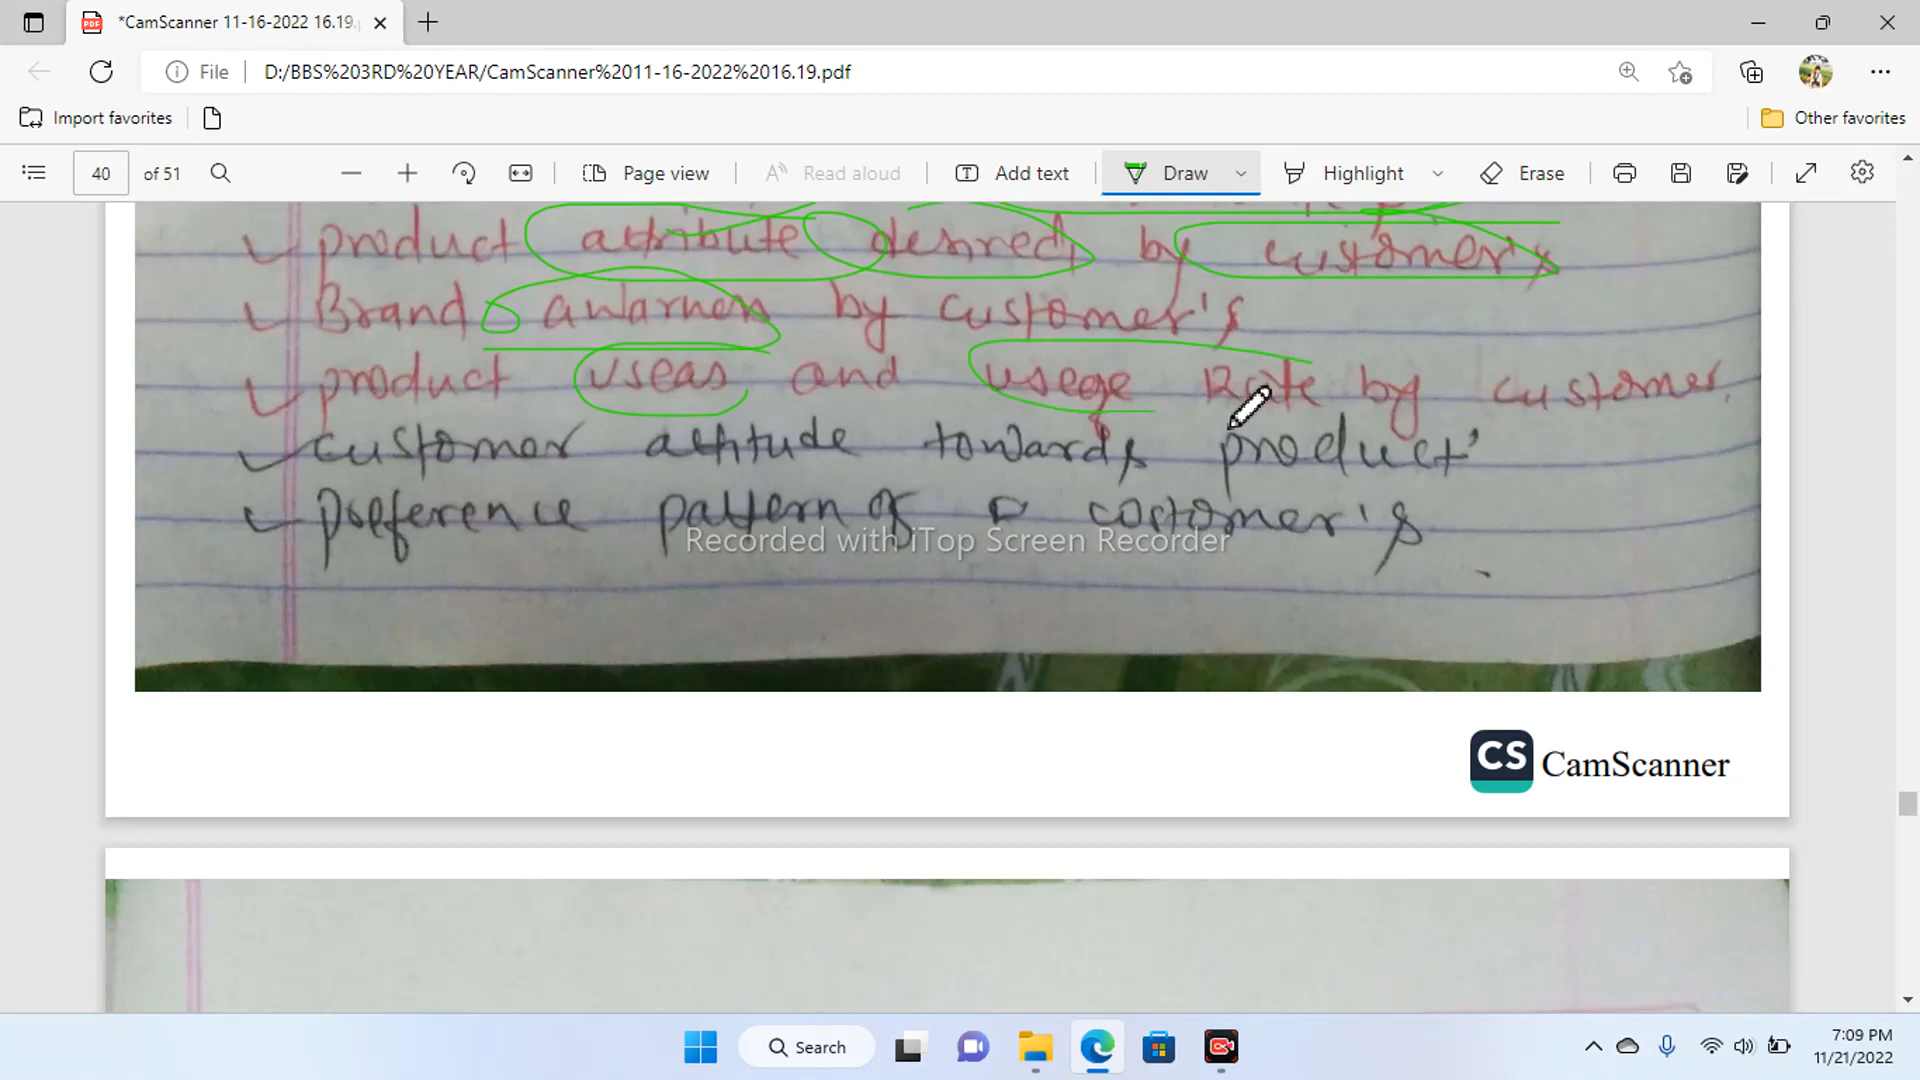 *CamScanner 11-16-2022 16.19.
File
D:/BBS%203RD%20YEAR/CamScanner%2011-16-2022%2016.19.pdf
Import favorites
Other favorites
40 of 51
Page view
Read aloud
Add text
Draw
Highlight
Erase
product attribute desired by customer's
Brand awarness by customer's
product useas and usege Rate by customer.
customer attitude towards product'
preference pattern of customer's
Recorded with iTop Screen Recorder
CS CamScanner
Search
7:09 PM
11/21/2022